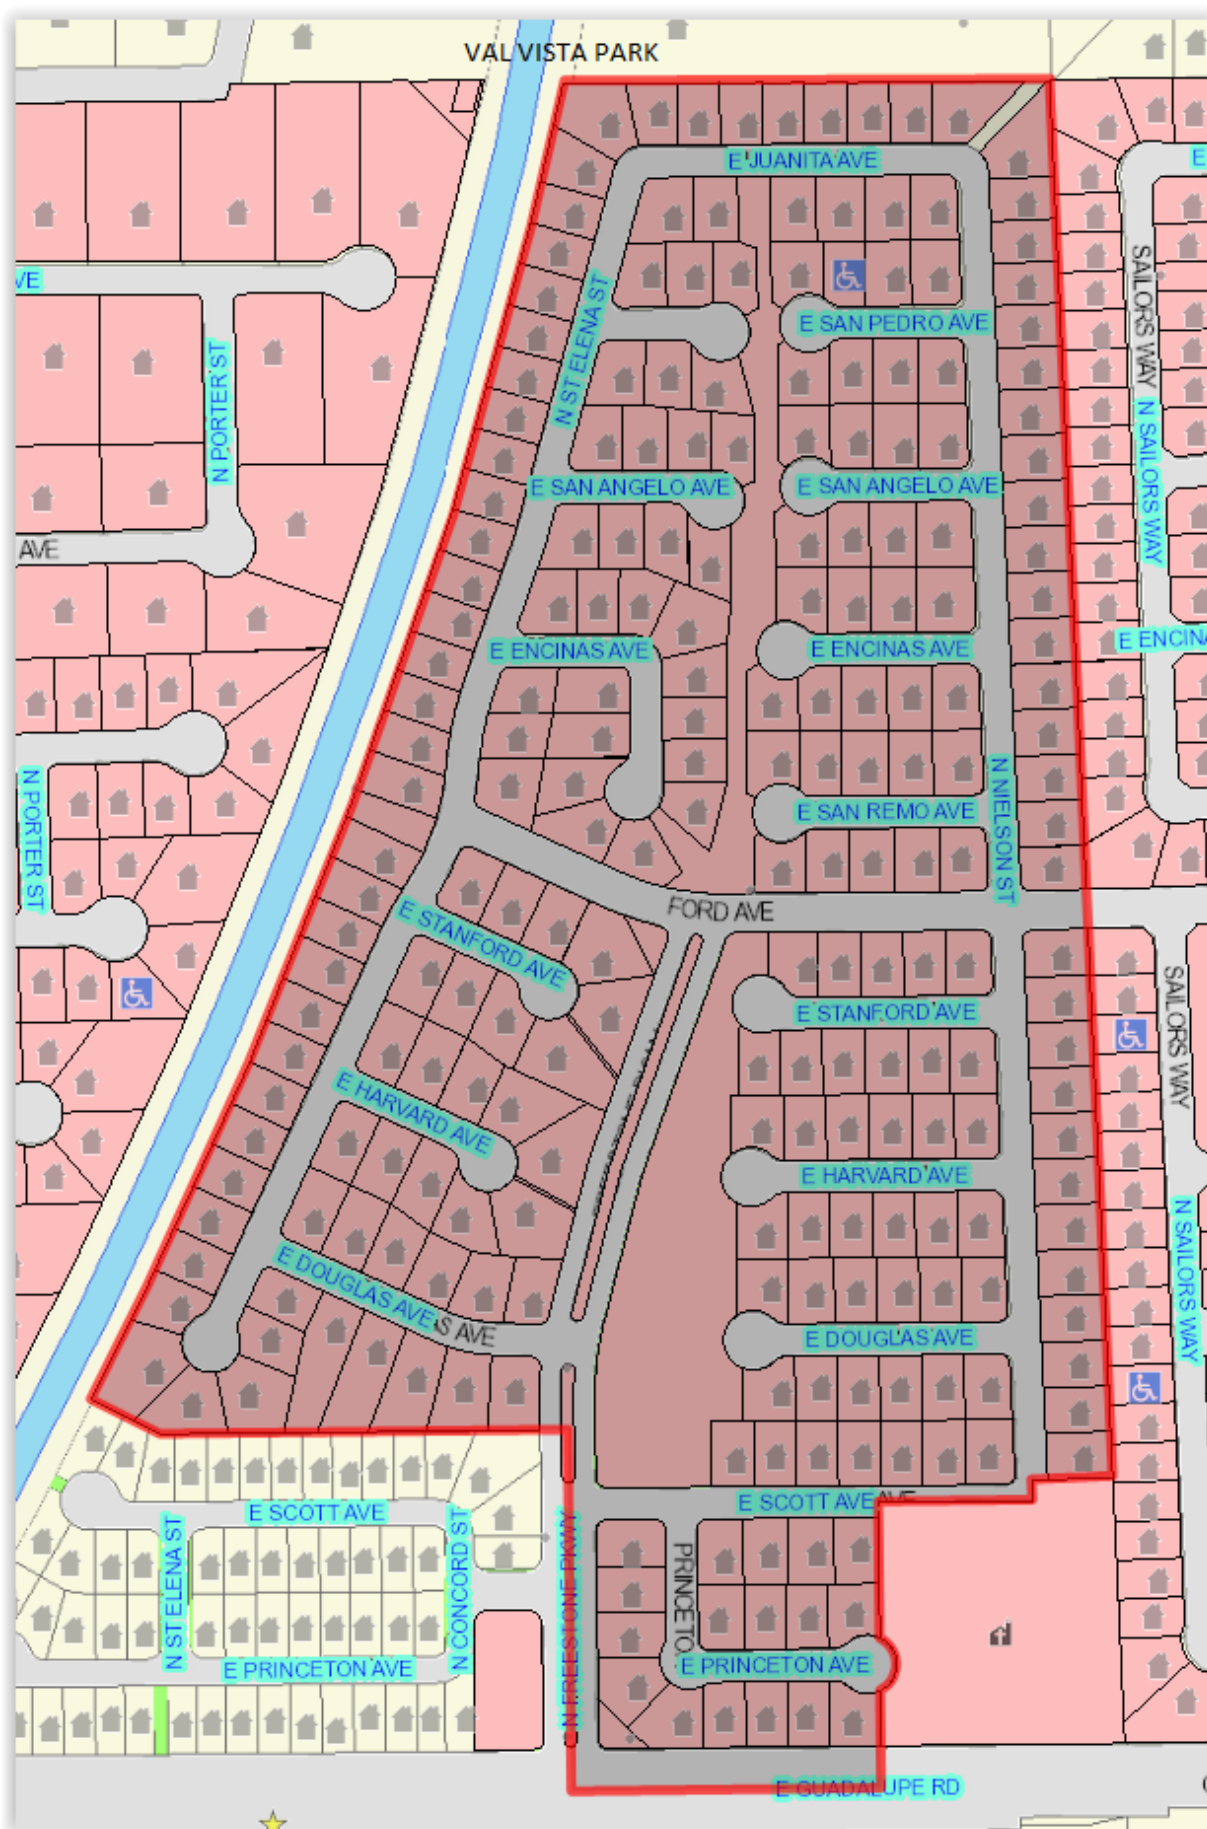 VAL VISTA PARK
E JUANITA AVE
E
VE
SAILORS WAY
N ST ELENA ST
E SAN PEDRO AVE
N PORTER ST
N SAILORS WAY
E SAN ANGELO AVE
E SAN ANGELO AVE
AVE
E ENCINAS AVE
E ENCINAS AVE
E ENCINA
N PORTER ST
N NIELSON ST
E SAN REMO AVE
FORD AVE
E STANFORD AVE
E STANFORD AVE
SAILORS WAY
E HARVARD AVE
E HARVARD AVE
N SAILORS WAY
E DOUGLAS AVE
S AVE
E DOUGLAS AVE
E SCOTT AVE
AVE
E SCOTT AVE
N ST ELENA ST
N CONCORD ST
N FREESTONE PKWY
PRINCETO
E PRINCETON AVE
E PRINCETON AVE
E GUADALUPE RD